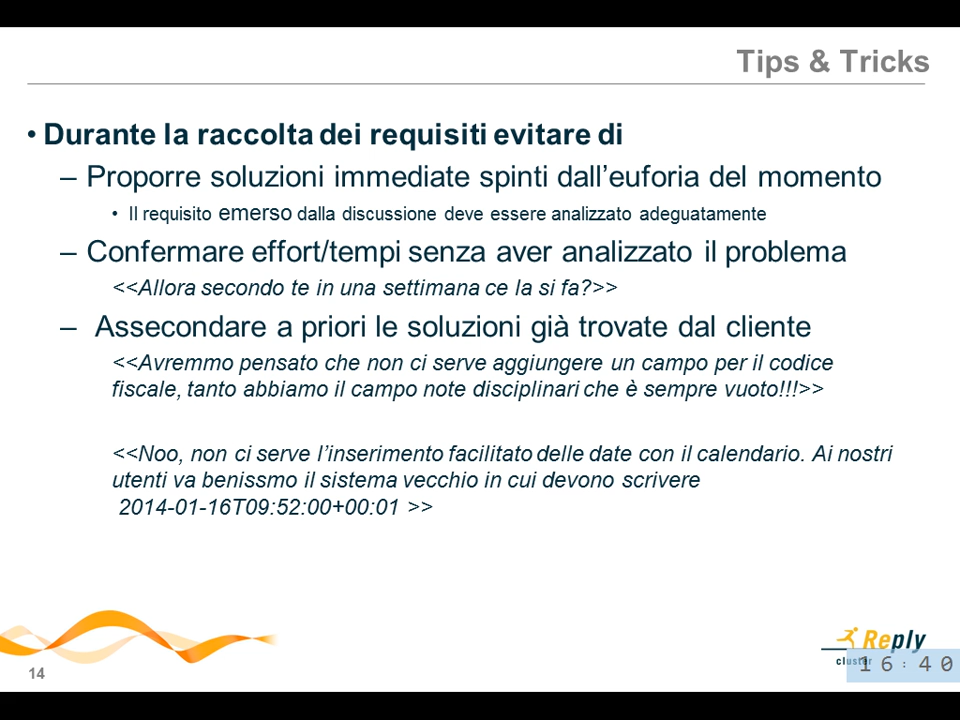 Tips & Tricks
• Durante la raccolta dei requisiti evitare di
– Proporre soluzioni immediate spinti dall’euforia del momento
• Il requisito emerso dalla discussione deve essere analizzato adeguatamente
– Confermare effort/tempi senza aver analizzato il problema
<<Allora secondo te in una settimana ce la si fa?>>
– Assecondare a priori le soluzioni già trovate dal cliente
<<Avremmo pensato che non ci serve aggiungere un campo per il codice
fiscale, tanto abbiamo il campo note disciplinari che è sempre vuoto!!!>>
<<Noo, non ci serve l’inserimento facilitato delle date con il calendario. Ai nostri
utenti va benissmo il sistema vecchio in cui devono scrivere
2014-01-16T09:52:00+00:01 >>
Reply
cluster
16:40
14